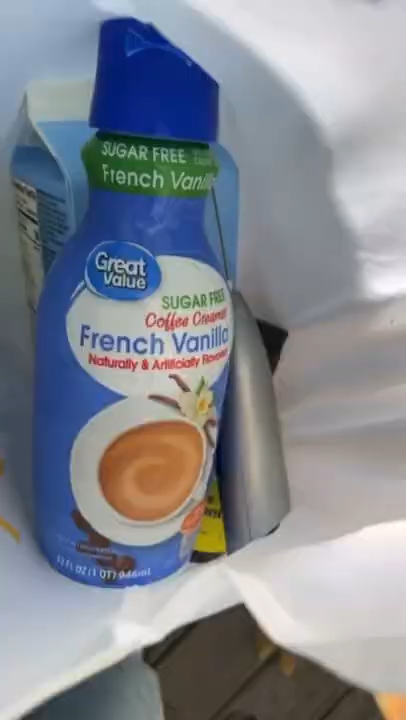 SUGAR FREE
French Vanilla
Great
Value
SUGAR FREE
Coffee Creamer
French Vanilla
Naturally & Artificially Flavored
32 FL OZ (1 QT) 946mL